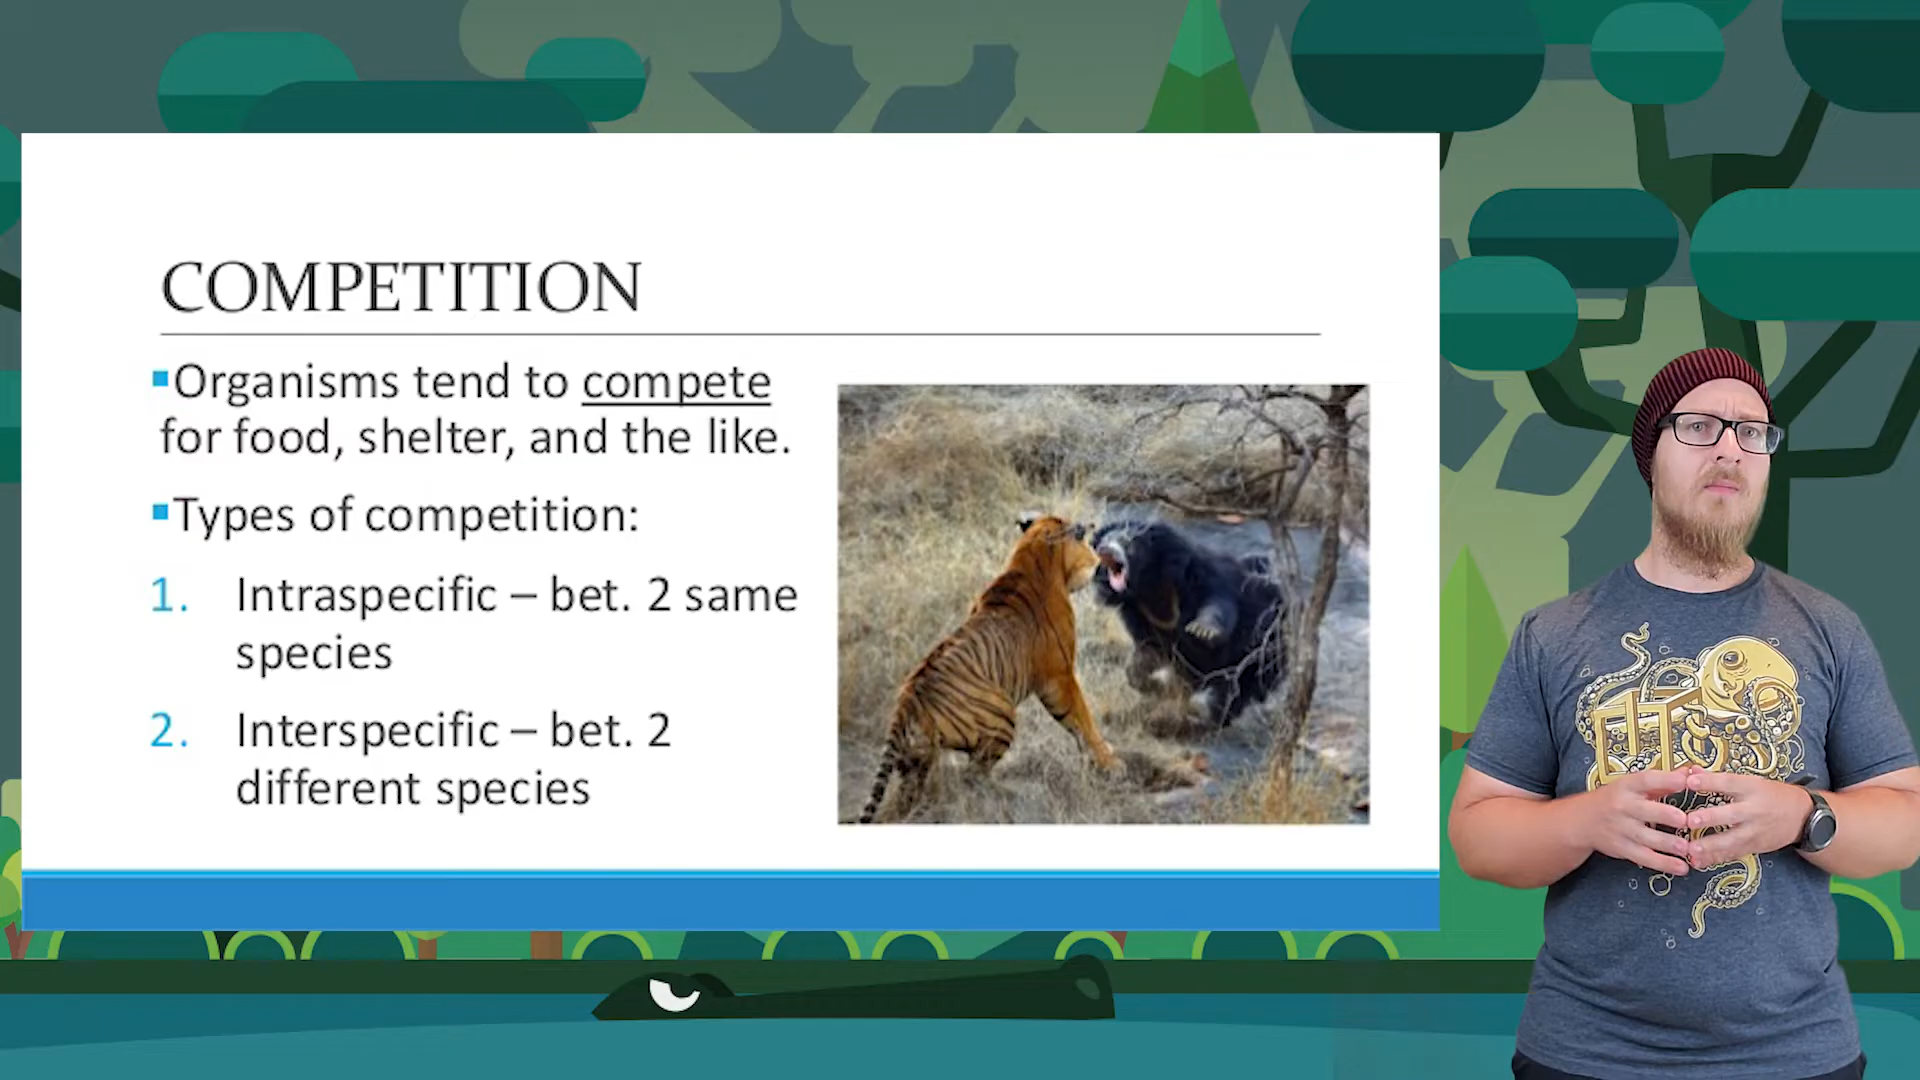 COMPETITION
▪Organisms tend to compete
for food, shelter, and the like.
▪Types of competition:
1. Intraspecific – bet. 2 same
species
2. Interspecific – bet. 2
different species